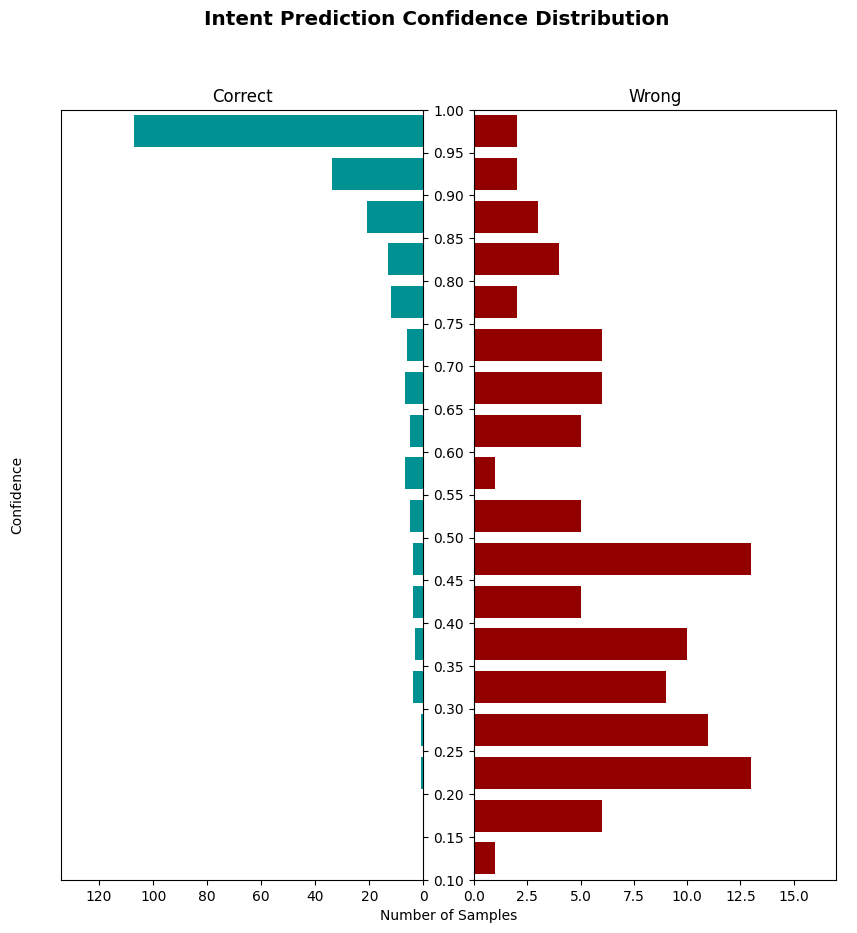 Intent Prediction Confidence Distribution
Correct
Wrong
1.00
0.95
0.90
0.85
0.80
0.75
0.70
0.65
0.60
0.55
0.50
0.45
0.40
0.35
0.30
0.25
0.20
0.15
0.10
Confidence
120 100 80 60 40 20 0
0.0 2.5 5.0 7.5 10.0 12.5 15.0
Number of Samples